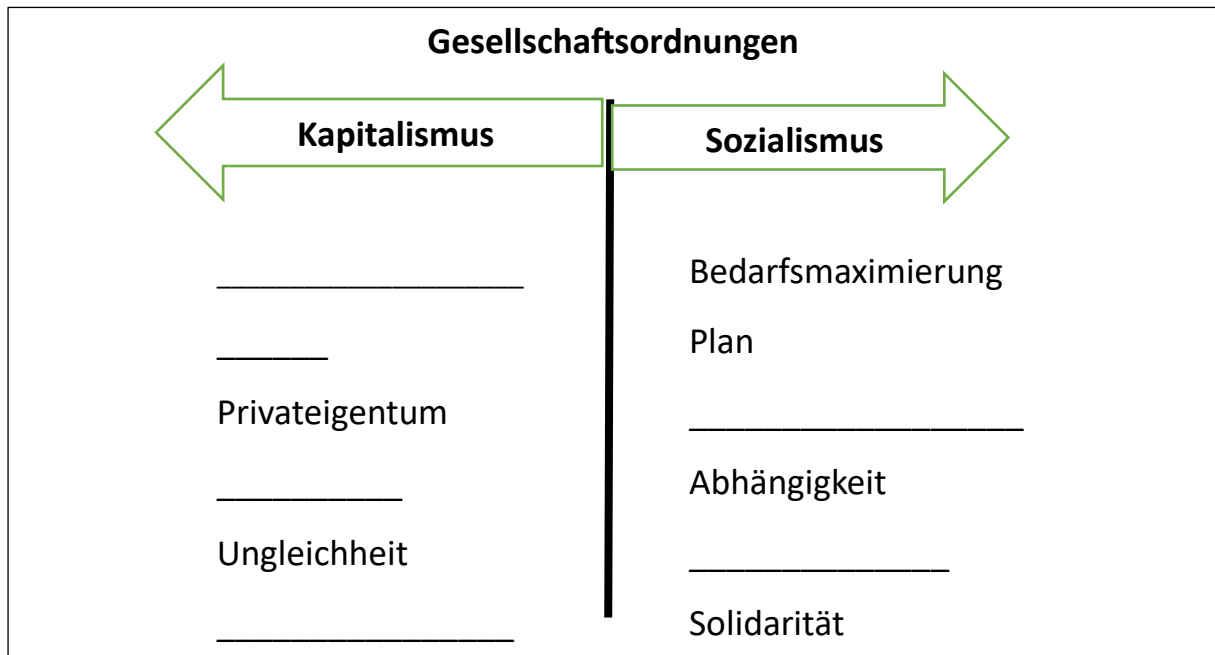 Gesellschaftsordnungen
Kapitalismus
Sozialismus
Privateigentum
Ungleichheit
Bedarfsmaximierung
Plan
Abhängigkeit
Solidarität